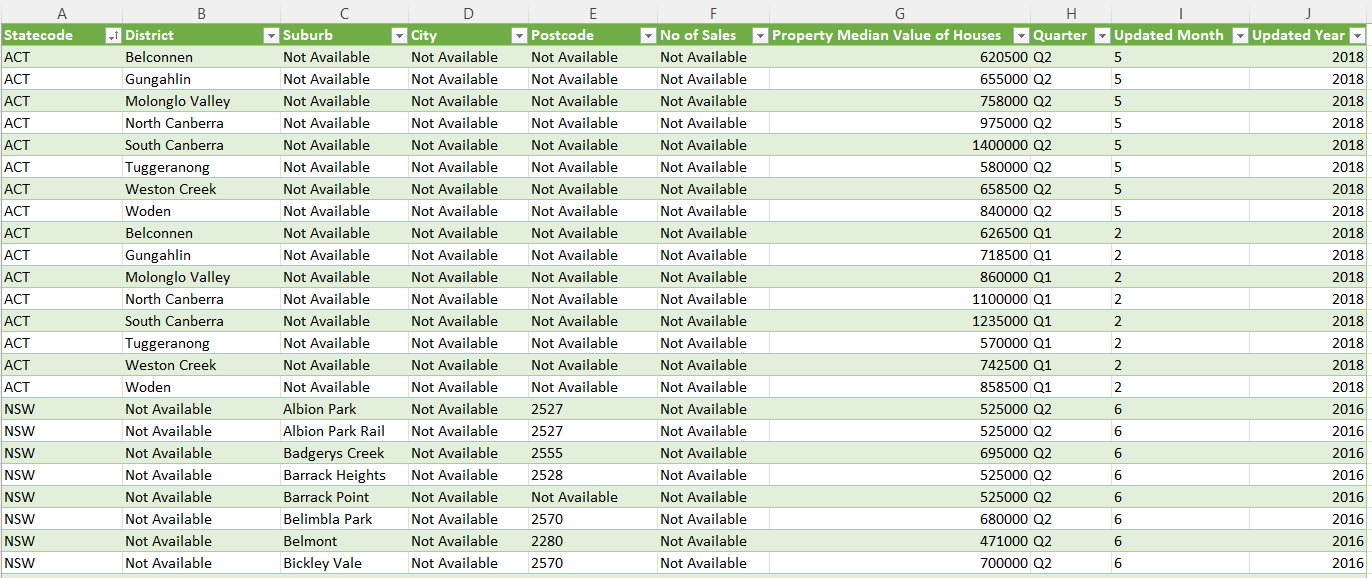 A B C D E F G H I J
Statecode District Suburb City Postcode No of Sales Property Median Value of Houses Quarter Updated Month Updated Year
ACT Belconnen Not Available Not Available Not Available Not Available 620500 Q2 5 2018
ACT Gungahlin Not Available Not Available Not Available Not Available 655000 Q2 5 2018
ACT Molonglo Valley Not Available Not Available Not Available Not Available 758000 Q2 5 2018
ACT North Canberra Not Available Not Available Not Available Not Available 975000 Q2 5 2018
ACT South Canberra Not Available Not Available Not Available Not Available 1400000 Q2 5 2018
ACT Tuggeranong Not Available Not Available Not Available Not Available 580000 Q2 5 2018
ACT Weston Creek Not Available Not Available Not Available Not Available 658500 Q2 5 2018
ACT Woden Not Available Not Available Not Available Not Available 840000 Q2 5 2018
ACT Belconnen Not Available Not Available Not Available Not Available 626500 Q1 2 2018
ACT Gungahlin Not Available Not Available Not Available Not Available 718500 Q1 2 2018
ACT Molonglo Valley Not Available Not Available Not Available Not Available 860000 Q1 2 2018
ACT North Canberra Not Available Not Available Not Available Not Available 1100000 Q1 2 2018
ACT South Canberra Not Available Not Available Not Available Not Available 1235000 Q1 2 2018
ACT Tuggeranong Not Available Not Available Not Available Not Available 570000 Q1 2 2018
ACT Weston Creek Not Available Not Available Not Available Not Available 742500 Q1 2 2018
ACT Woden Not Available Not Available Not Available Not Available 858500 Q1 2 2018
NSW Not Available Albion Park Not Available 2527 Not Available 525000 Q2 6 2016
NSW Not Available Albion Park Rail Not Available 2527 Not Available 525000 Q2 6 2016
NSW Not Available Badgerys Creek Not Available 2555 Not Available 695000 Q2 6 2016
NSW Not Available Barrack Heights Not Available 2528 Not Available 525000 Q2 6 2016
NSW Not Available Barrack Point Not Available Not Available Not Available 525000 Q2 6 2016
NSW Not Available Belimbla Park Not Available 2570 Not Available 680000 Q2 6 2016
NSW Not Available Belmont Not Available 2280 Not Available 471000 Q2 6 2016
NSW Not Available Bickley Vale Not Available 2570 Not Available 700000 Q2 6 2016